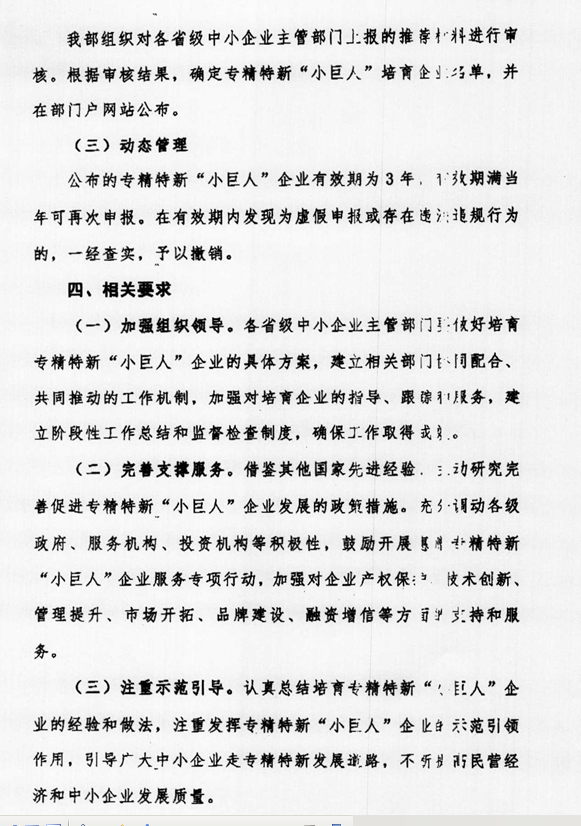 我部组织对各省级中小企业主管部门上报的推荐材料进行审
核。根据审核结果，确定专精特新“小巨人”培育企业名单，并
在部门户网站公布。
（三）动态管理
公布的专精特新“小巨人”企业有效期为3年，有效期满当
年可再次申报。在有效期内发现为虚假申报或存在违法违规行为
的，一经查实，予以撤销。
四、相关要求
（一）加强组织领导。各省级中小企业主管部门要做好培育
专精特新“小巨人”企业的具体方案，建立相关部门协同配合、
共同推动的工作机制，加强对培育企业的指导、跟踪和服务，建
立阶段性工作总结和监督检查制度，确保工作取得成效。
（二）完善支撑服务。借鉴其他国家先进经验，主动研究完
善促进专精特新“小巨人”企业发展的政策措施。充分调动各级
政府、服务机构、投资机构等积极性，鼓励开展惠及专精特新
“小巨人”企业服务专项行动，加强对企业产权保护、技术创新、
管理提升、市场开拓、品牌建设、融资增信等方面的支持和服
务。
（三）注重示范引导。认真总结培育专精特新“小巨人”企
业的经验和做法，注重发挥专精特新“小巨人”企业的示范引领
作用，引导广大中小企业走专精特新发展道路，不断提高民营经
济和中小企业发展质量。